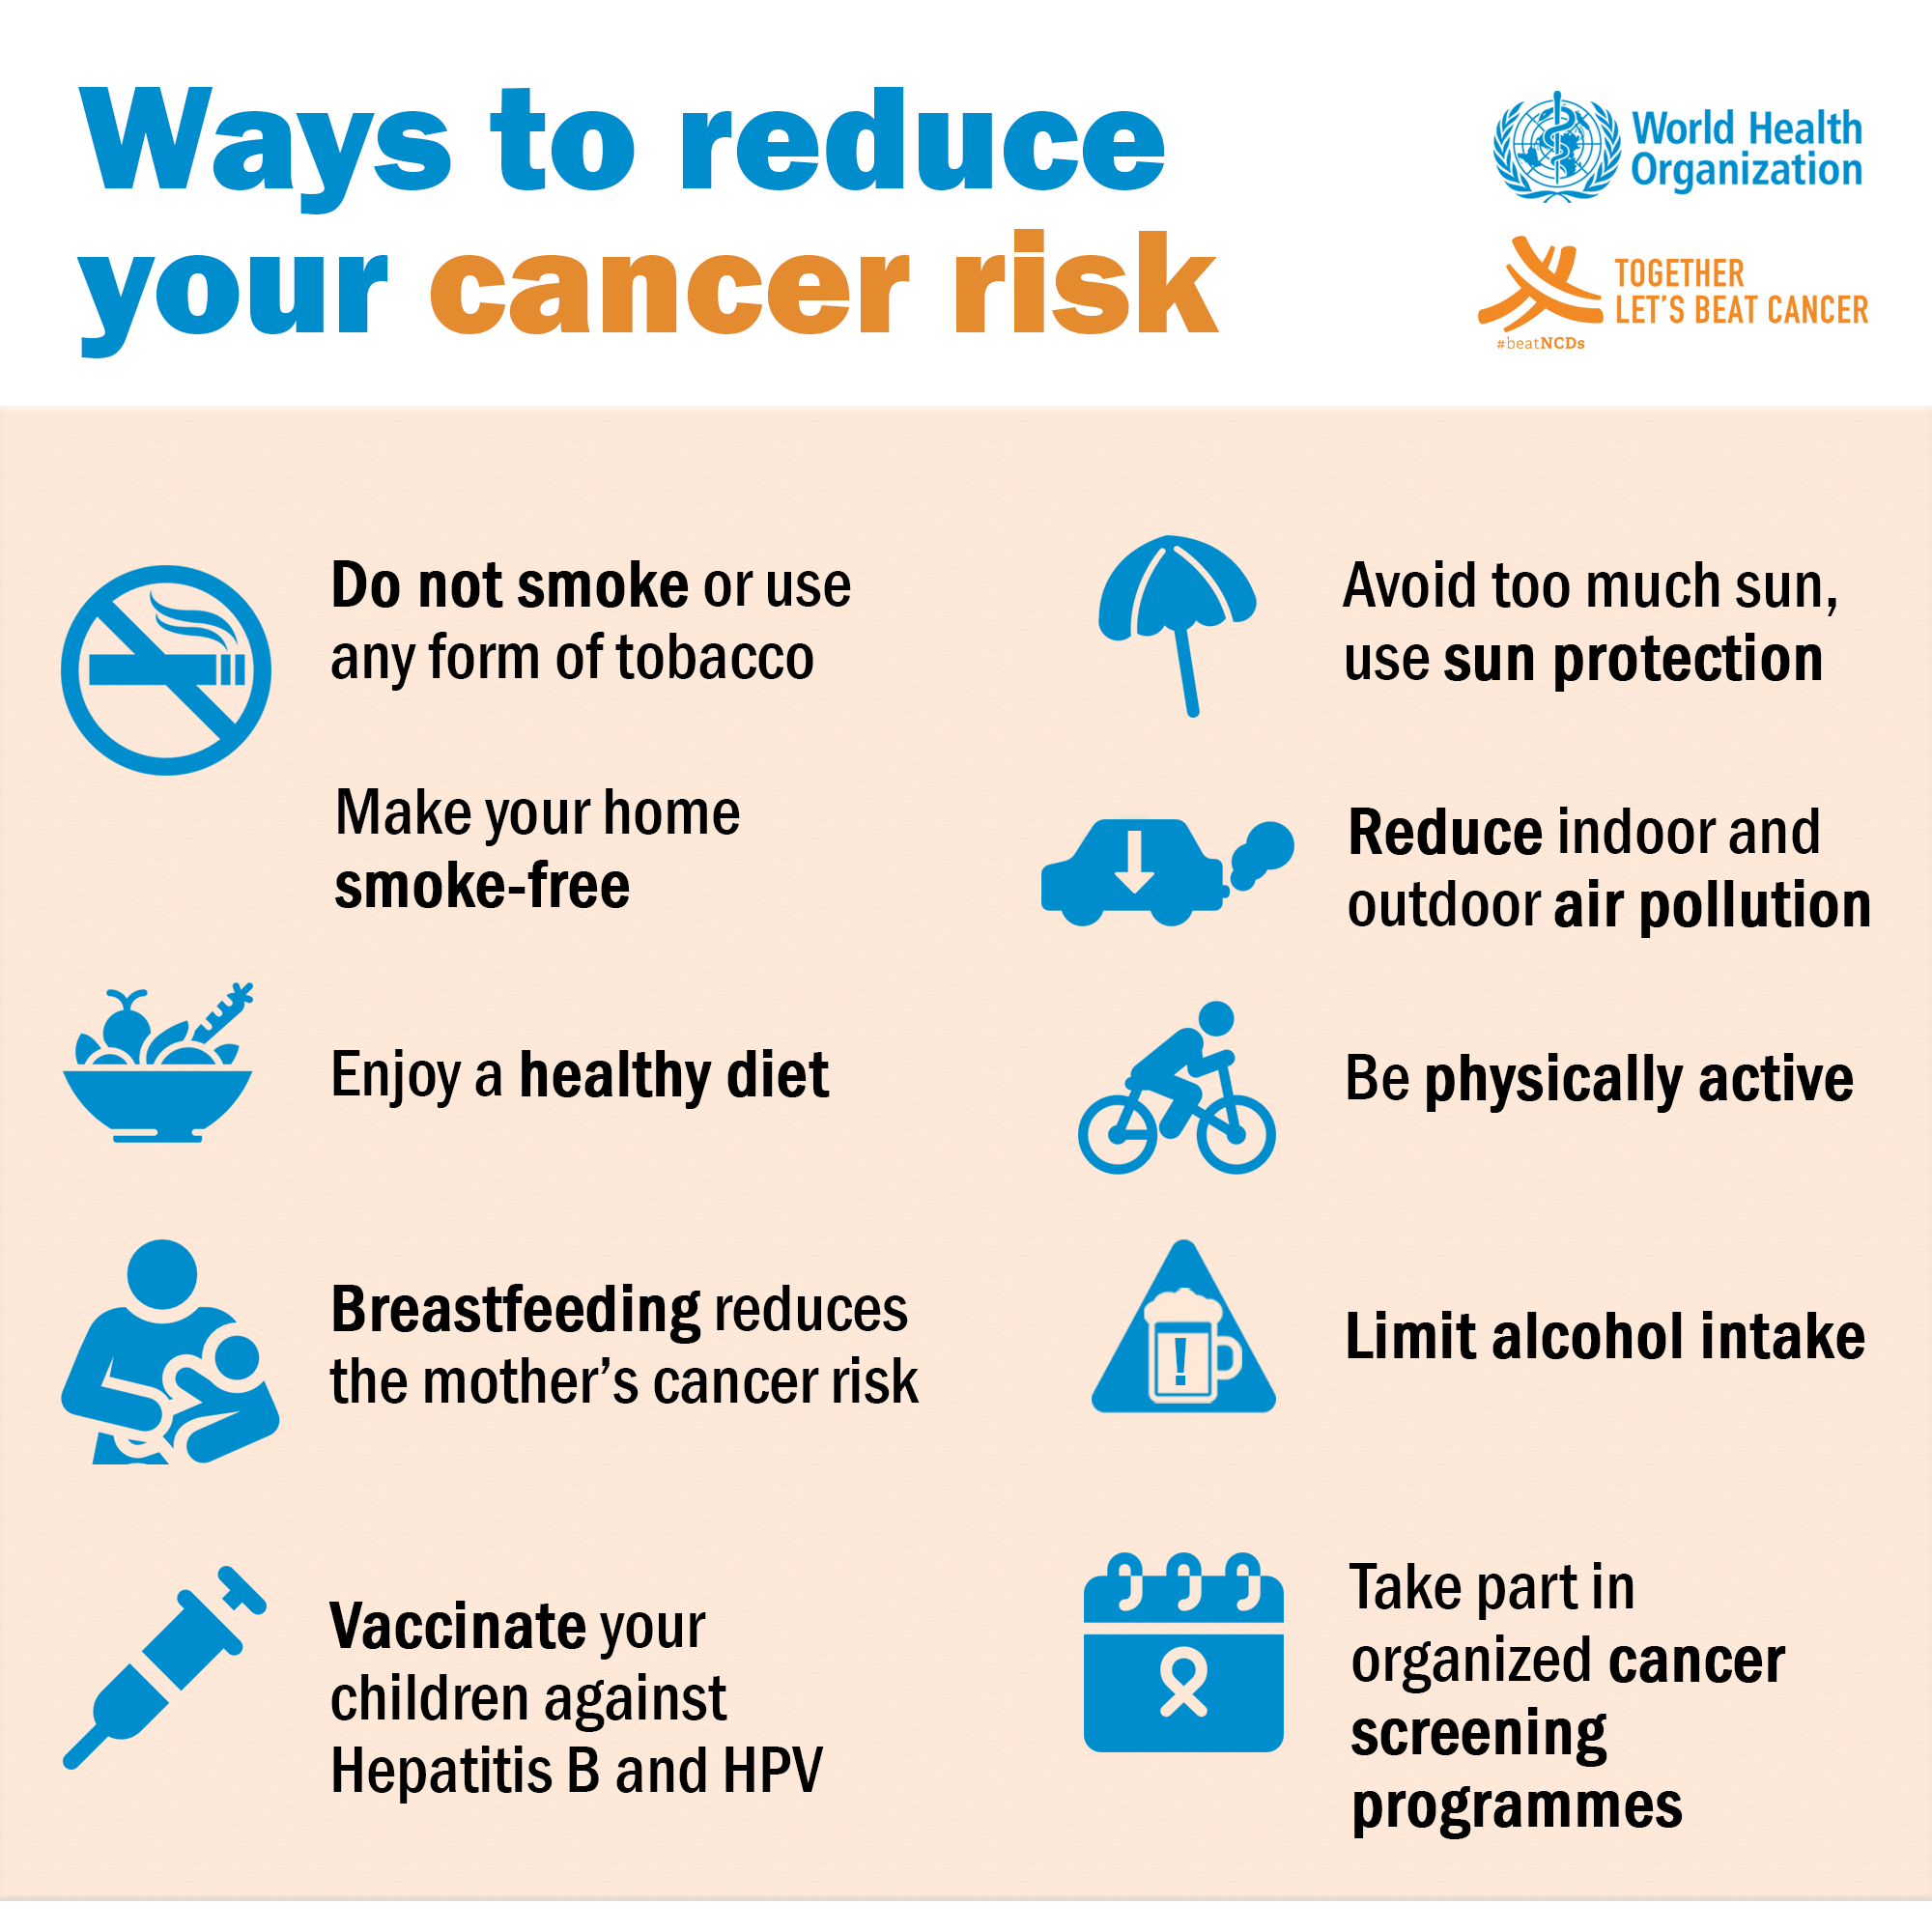 Ways to reduce
your cancer risk
World Health
Organization
TOGETHER
LET'S BEAT CANCER
#beatNCDs
Do not smoke or use
any form of tobacco
Make your home
smoke-free
Enjoy a healthy diet
Breastfeeding reduces
the mother’s cancer risk
Vaccinate your
children against
Hepatitis B and HPV
Avoid too much sun,
use sun protection
Reduce indoor and
outdoor air pollution
Be physically active
!
Limit alcohol intake
Take part in
organized cancer
screening
programmes